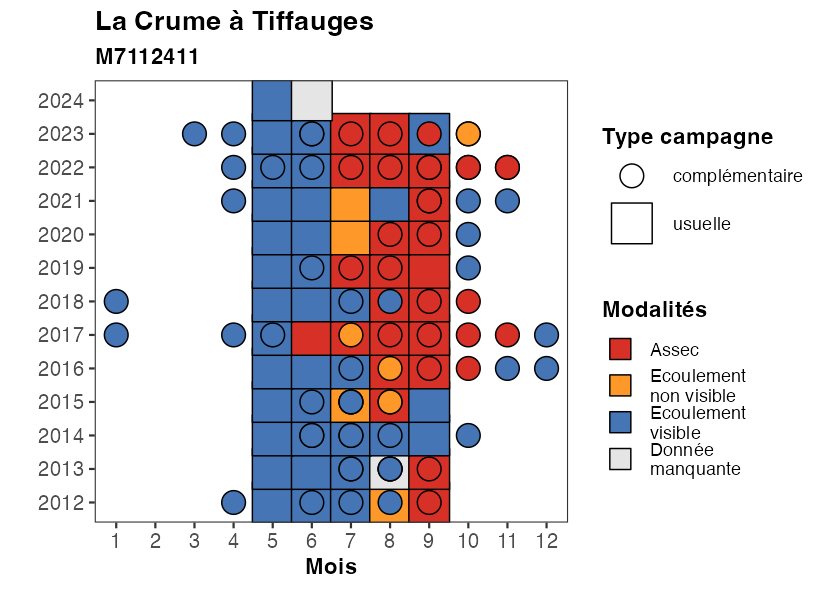 La Crume à Tiffauges
M7112411
2024
2023
2022
2021
2020
2019
2018
2017
2016
2015
2014
2013
2012
1 2 3 4 5 6 7 8 9 10 11 12
Mois
Type campagne
complémentaire
usuelle
Modalités
Assec
Ecoulement
non visible
Ecoulement
visible
Donnée
manquante